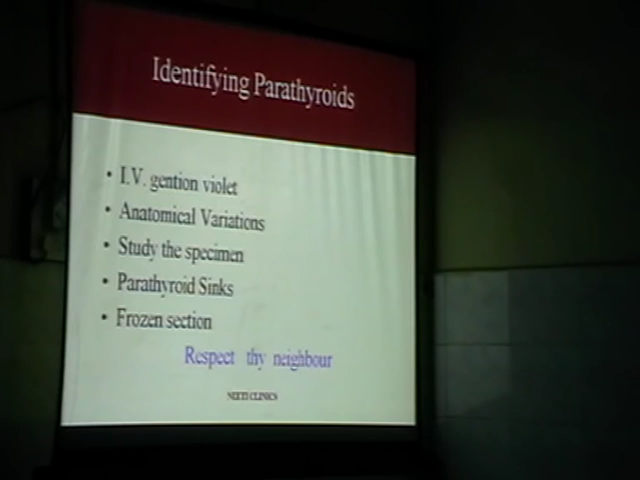 Identifying Parathyroids
• I.V. gention violet
• Anatomical Variations
• Study the specimen
• Parathyroid Sinks
• Frozen section
Respect thy neighbour
NEETI CLINICS